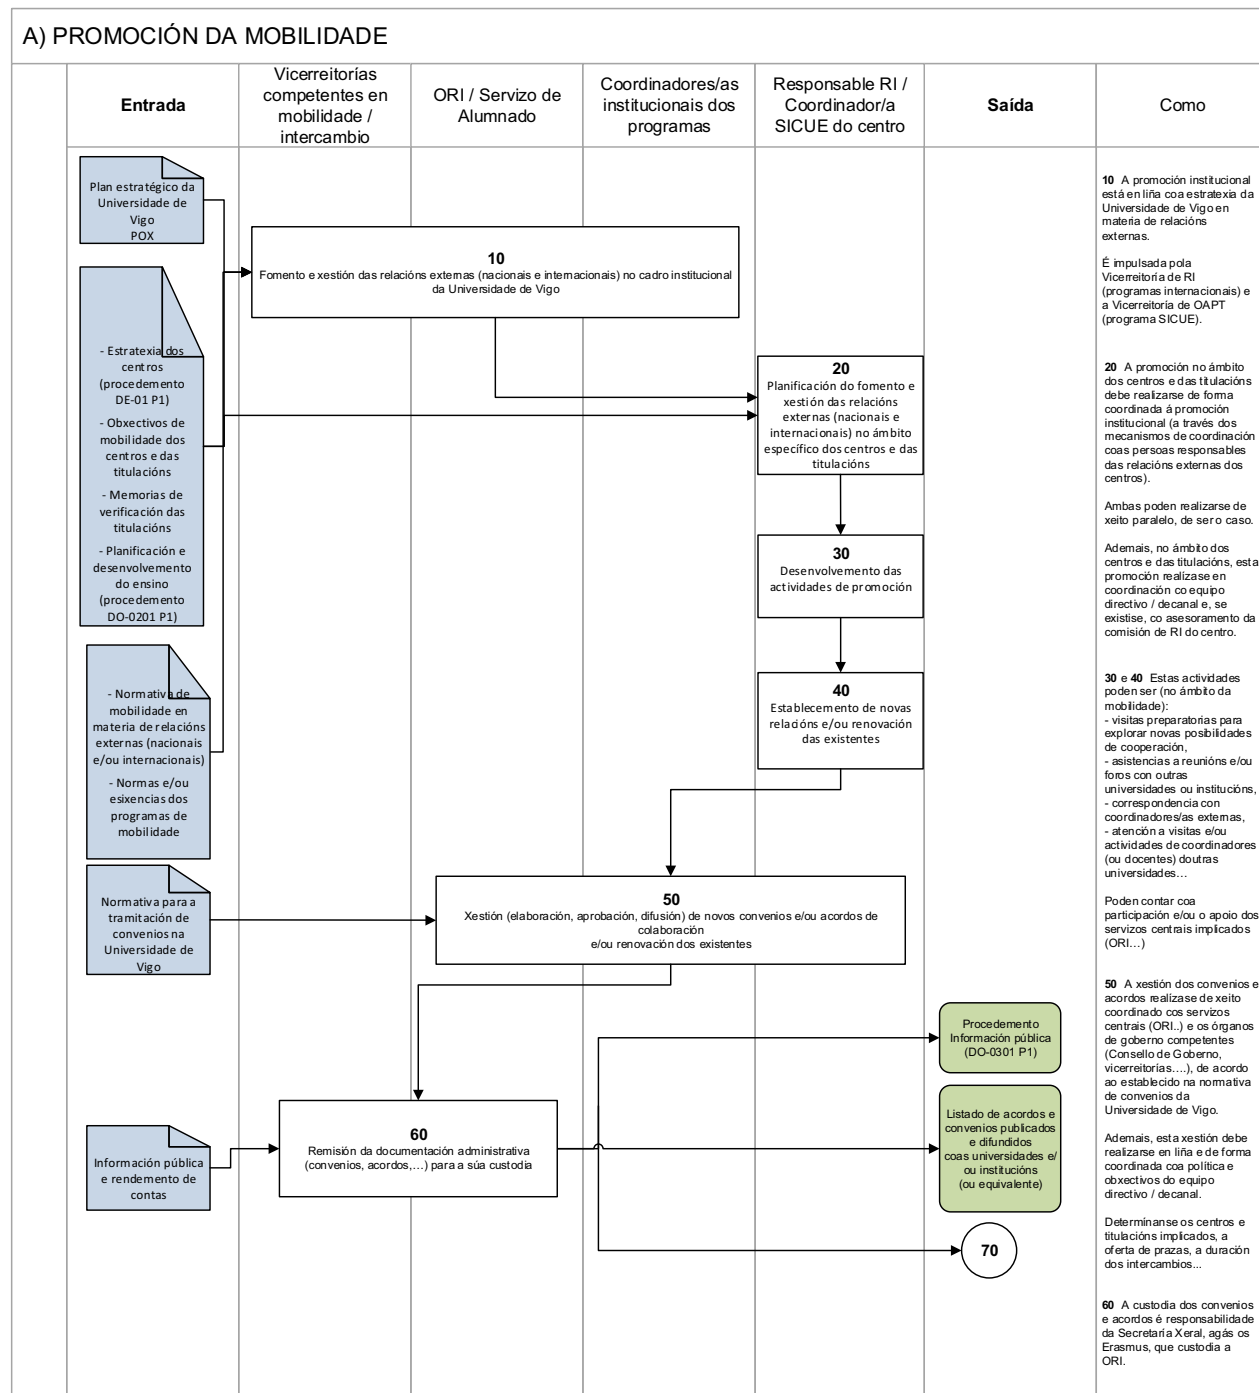 A) PROMOCIÓN DA MOBILIDADE
Entrada
Vicerreitorías
competentes en
mobilidade /
intercambio
ORI / Servizo de
Alumnado
Coordinadores/as
institucionais dos
programas
Responsable RI /
Coordinador/a
SICUE do centro
Saída
Como
Plan estratégico da
Universidade de
Vigo
POX
- Estratexia dos
centros
(procedemento
DE-01 P1)
- Obxectivos de
mobilidade dos
centros e das
titulacións
- Memorias de
verificación das
titulacións
- Planificación e
desenvolvemento
do ensino
(procedemento
DO-0201 P1)
- Normativa de
mobilidade en
materia de relacións
externas (nacionais
e/ou internacionais)
- Normas e/ou
esixencias dos
programas de
mobilidade
Normativa para a
tramitación de
convenios na
Universidade de
Vigo
Información pública
e rendemento de
contas
10
Fomento e xestión das relacións externas (nacionais e internacionais) no cadro institucional
da Universidade de Vigo
20
Planificación do fomento e
xestión das relacións
externas (nacionais e
internacionais) no ámbito
específico dos centros e das
titulacións
30
Desenvolvemento das
actividades de promoción
40
Establecemento de novas
relacións e/ou renovación
das existentes
50
Xestión (elaboración, aprobación, difusión) de novos convenios e/ou acordos de
colaboración
e/ou renovación dos existentes
60
Remisión da documentación administrativa
(convenios, acordos,...) para a súa custodia
Procedemento
Información pública
(DO-0301 P1)
Listado de acordos e
convenios publicados
e difundidos
coas universidades e/
ou institucións
(ou equivalente)
70
10 A promoción institucional
está en liña coa estratexia da
Universidade de Vigo en
materia de relacións
externas.
É impulsada pola
Vicerreitoría de RI
(programas internacionais) e
a Vicerreitoría de OAPT
(programa SICUE).
20 A promoción no ámbito
dos centros e das titulacións
debe realizarse de forma
coordinada á promoción
institucional (a través dos
mecanismos de coordinación
coas persoas responsables
das relacións externas dos
centros).
Ambas poden realizarse de
xeito paralelo, de ser o caso.
Ademais, no ámbito dos
centros e das titulacións, esta
promoción realízase en
coordinación co equipo
directivo / decanal e, se
existise, co asesoramento da
comisión de RI do centro.
30 e 40 Estas actividades
poden ser (no ámbito da
mobilidade):
- visitas preparatorias para
explorar novas posibilidades
de cooperación,
- asistencias a reunións e/ou
foros con outras
universidades ou institucións,
- correspondencia con
coordinadores/as externas,
- atención a visitas e/ou
actividades de coordinadores
(ou docentes) doutras
universidades...
Poden contar coa
participación e/ou o apoio dos
servizos centrais implicados
(ORI...)
50 A xestión dos convenios e
acordos realízase de xeito
coordinado cos servizos
centrais (ORI..) e os órganos
de goberno competentes
(Consello de Goberno,
vicerreitorías....), de acordo
ao establecido na normativa
de convenios da
Universidade de Vigo.
Ademais, esta xestión debe
realizarse en liña e de forma
coordinada coa política e
obxectivos do equipo
directivo / decanal.
Determínanse os centros e
titulacións implicados, a
oferta de prazas, a duración
dos intercambios...
60 A custodia dos convenios
e acordos é responsabilidade
da Secretaría Xeral, agás os
Erasmus, que custodia a
ORI.